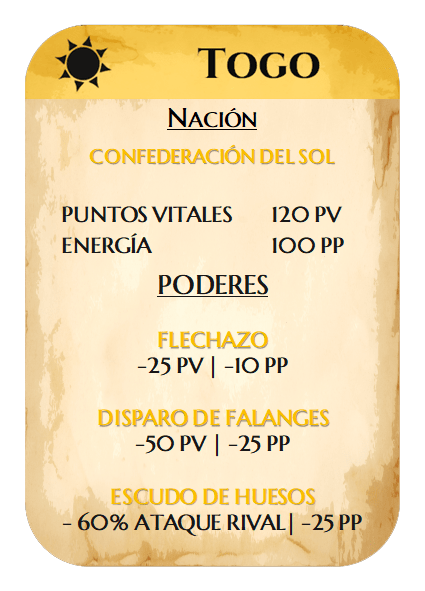 Togo
Nación
CONFEDERACIÓN DEL SOL
PUNTOS VITALES 120 PV
ENERGÍA 100 PP
PODERES
FLECHAZO
-25 PV | -10 PP
DISPARO DE FALANGES
-50 PV | -25 PP
ESCUDO DE HUESOS
- 60% ATAQUE RIVAL| -25 PP